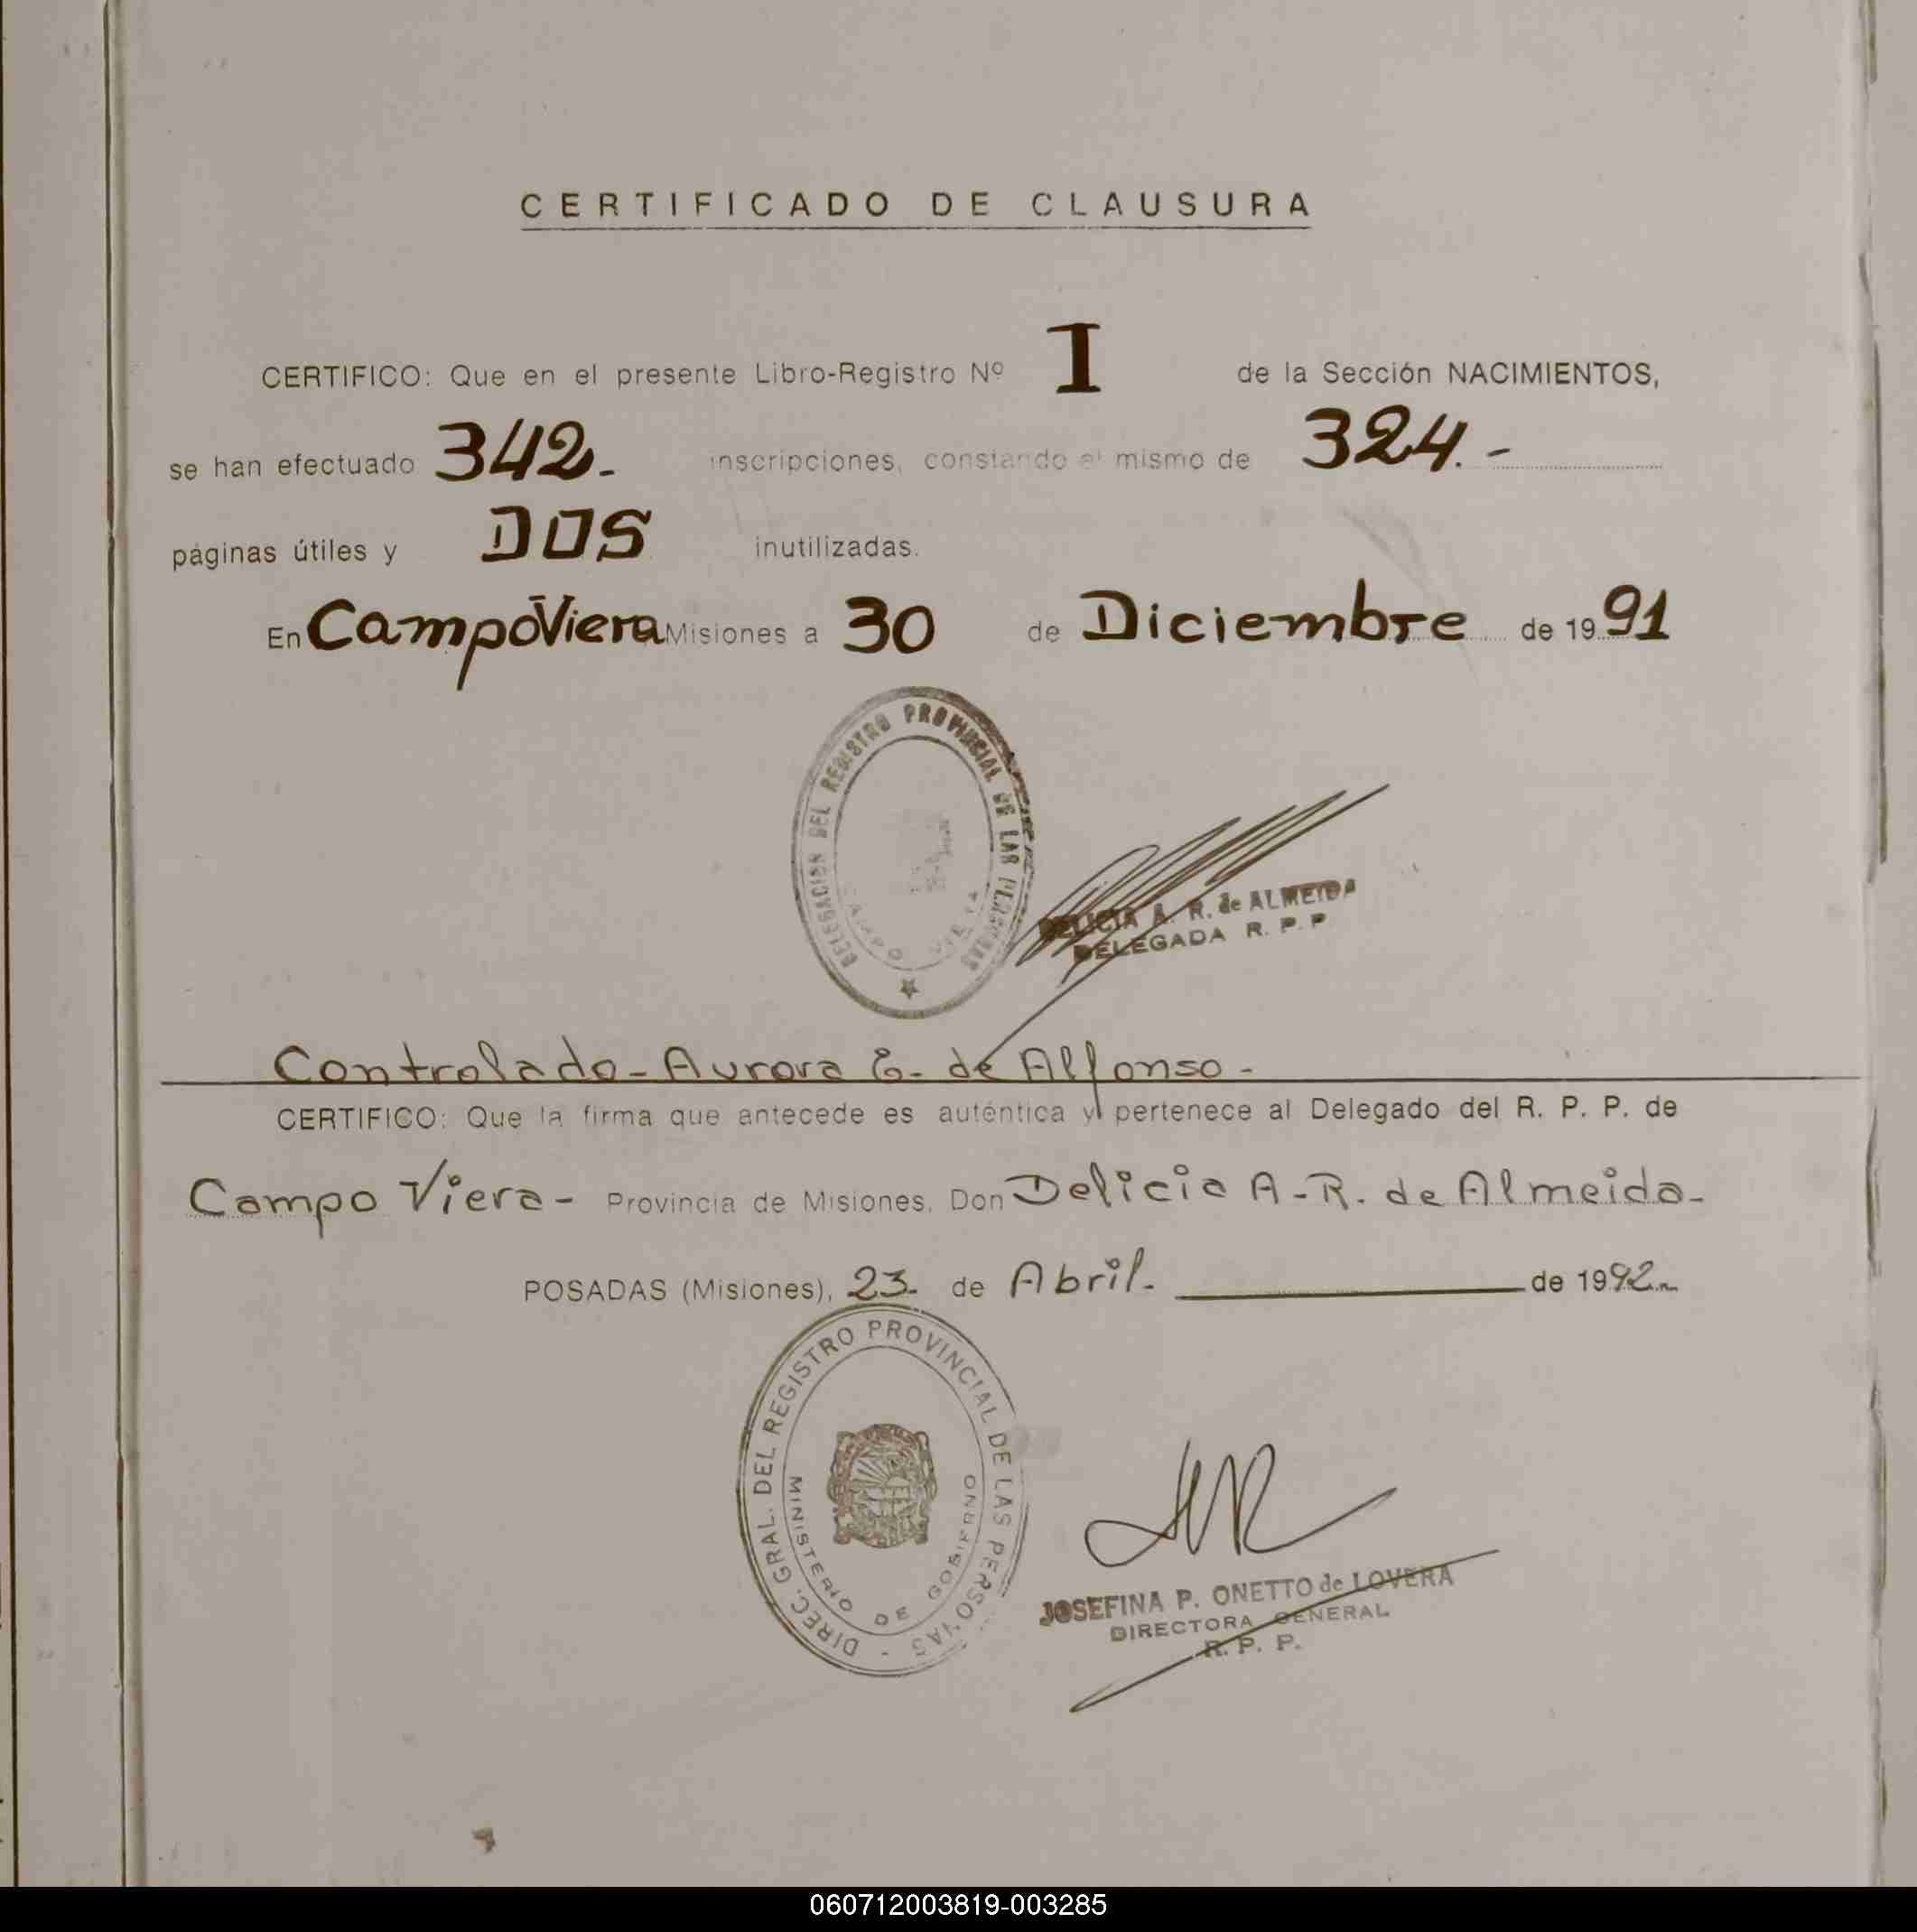 CERTIFICADO DE CLAUSURA
CERTIFICO: Que en el presente Libro-Registro Nº I de la Sección NACIMIENTOS,
se han efectuado 342.- inscripciones, constando el mismo de 324.-
páginas útiles y DOS inutilizadas.
En Campo Viera Misiones a 30 de Diciembre de 1991
DELEGACION DEL REGISTRO PROVINCIAL DE LAS PERSONAS
CAMPO VIERA
DELICIA A. R. de ALMEIDA
DELEGADA R. P. P.
Controlado - Aurora E. de Alfonso -
CERTIFICO: Que la firma que antecede es auténtica y pertenece al Delegado del R. P. P. de
Campo Viera - Provincia de Misiones, Don Delicia A - R. de Almeida -
POSADAS (Misiones), 23 - de Abril - de 1992.-
DIREC. GRAL. DEL REGISTRO PROVINCIAL DE LAS PERSONAS -
MINISTERIO DE GOBIERNO
JOSEFINA P. ONETTO de LOVERA
DIRECTORA GENERAL
R. P. P.
060712003819-003285